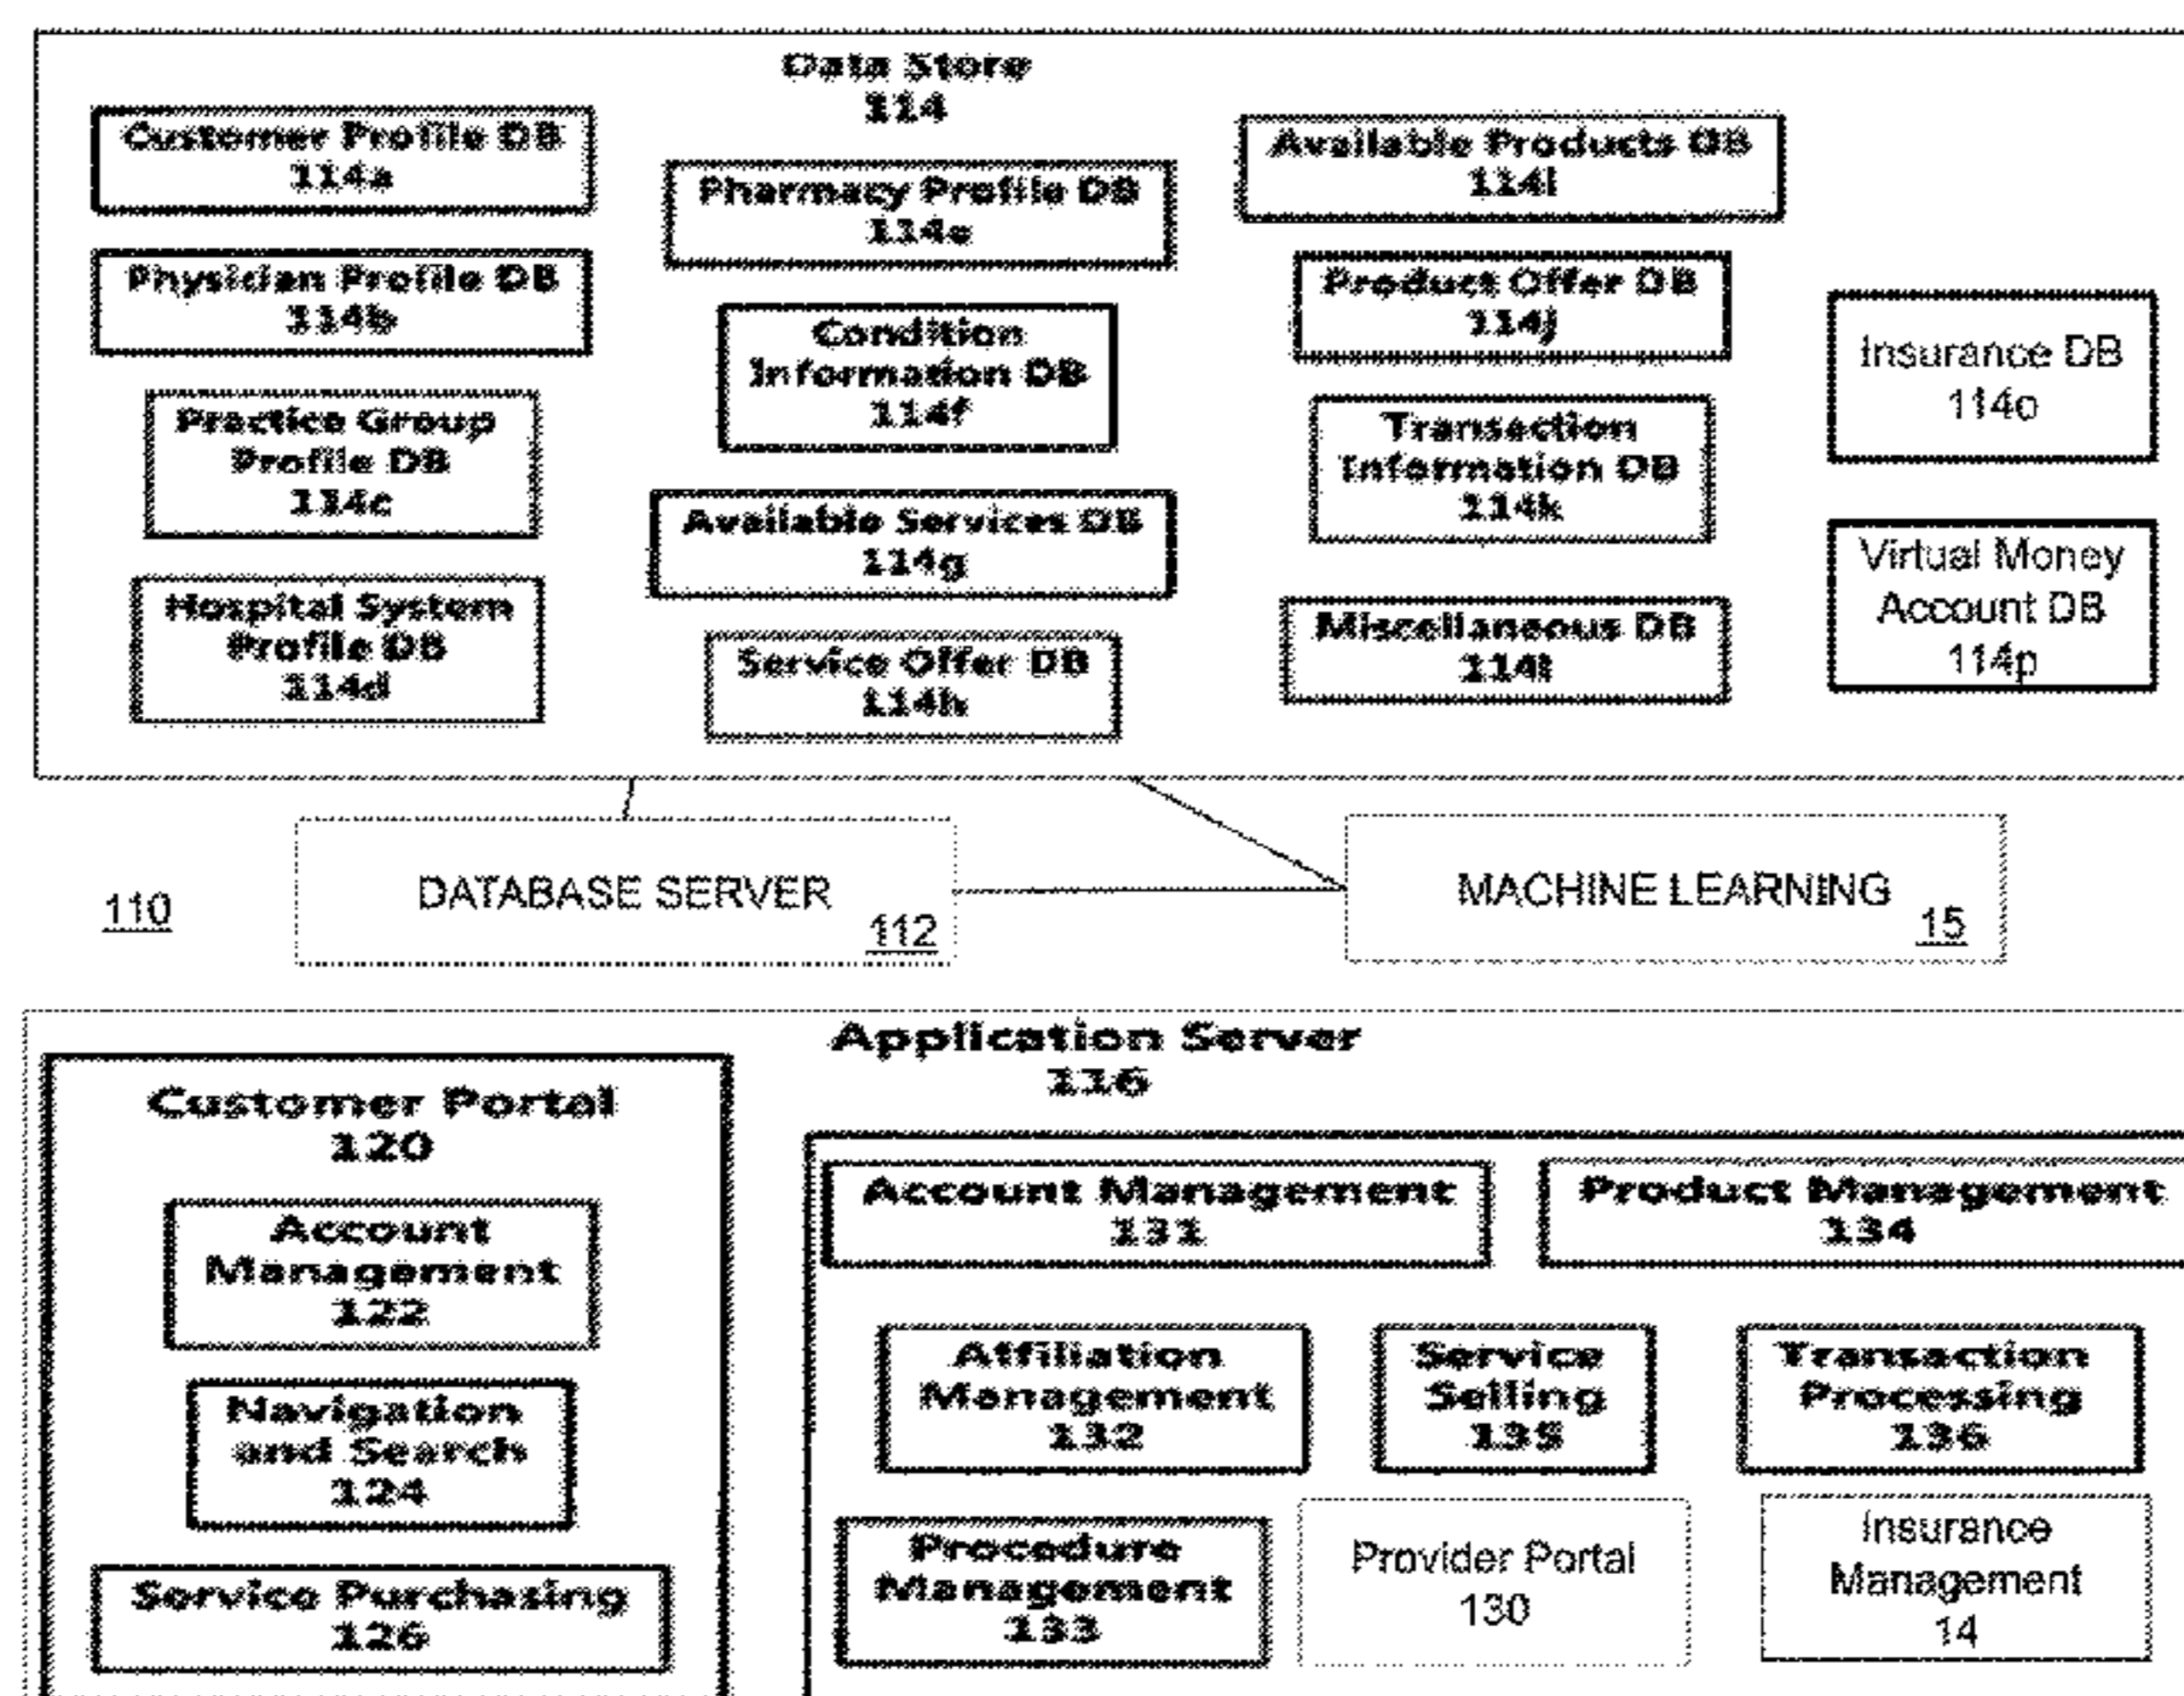 Data Store
114
Customer Profile DB
114a
Physician Profile DB
114b
Practice Group
Profile DB
114c
Hospital System
Profile DB
114d
Pharmacy Profile DB
114e
Condition
Information DB
114f
Available Services DB
114g
Service Offer DB
114h
Available Products DB
114i
Product Offer DB
114j
Transaction
Information DB
114k
Miscellaneous DB
114l
Insurance DB
114o
Virtual Money
Account DB
114p
110
DATABASE SERVER
112
MACHINE LEARNING
15
Application Server
116
Customer Portal
120
Account
Management
122
Navigation
and Search
124
Service Purchasing
126
Account Management
131
Product Management
134
Affiliation
Management
132
Service
Selling
135
Transaction
Processing
136
Procedure
Management
133
Provider Portal
130
Insurance
Management
14